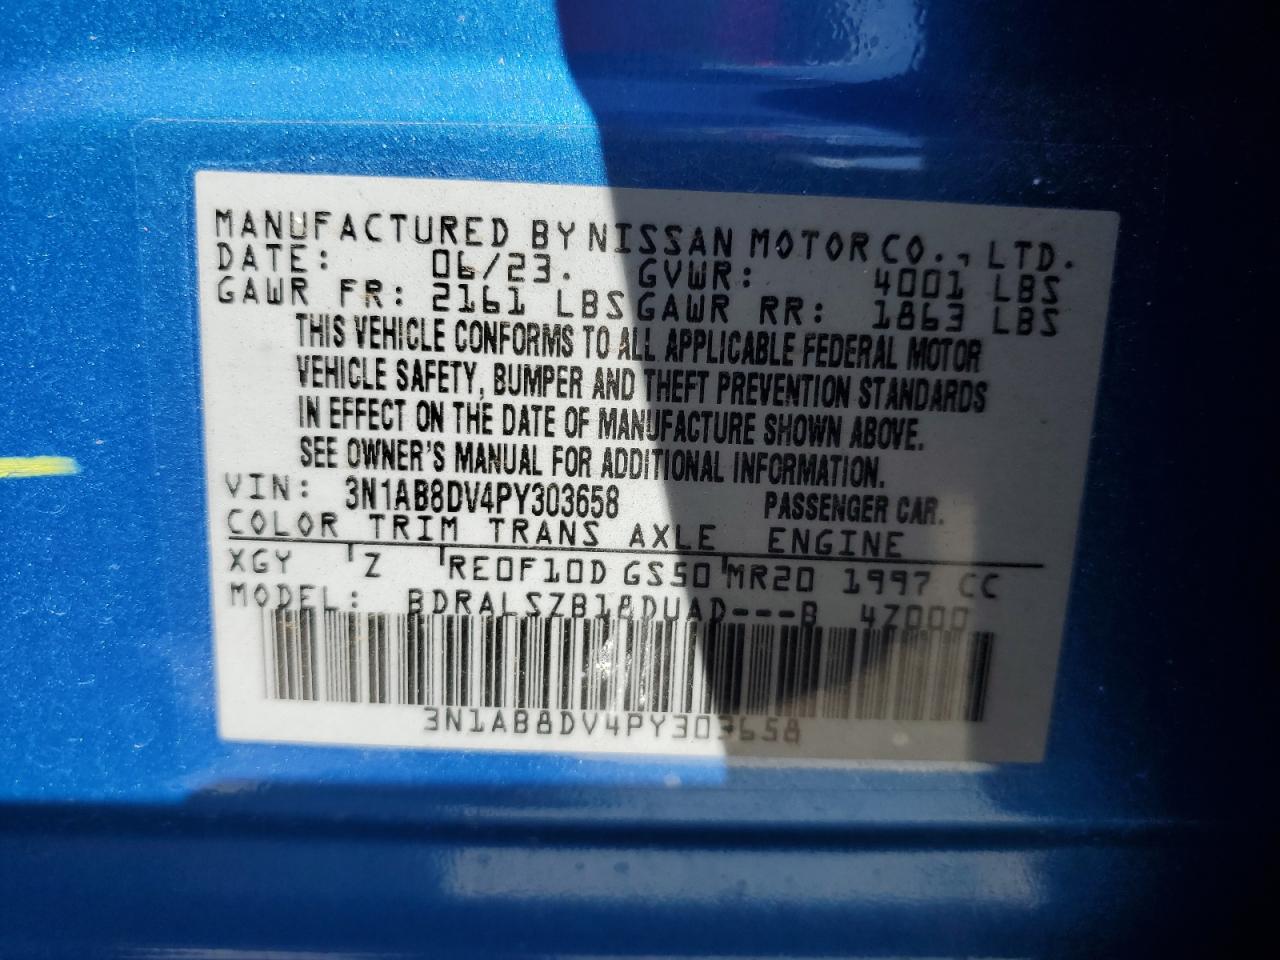 MANUFACTURED BY NISSAN MOTOR CO., LTD.
DATE: 06/23. GVWR: 4001 LBS
GAWR FR: 2161 LBS GAWR RR: 1863 LBS
THIS VEHICLE CONFORMS TO ALL APPLICABLE FEDERAL MOTOR
VEHICLE SAFETY, BUMPER AND THEFT PREVENTION STANDARDS
IN EFFECT ON THE DATE OF MANUFACTURE SHOWN ABOVE.
SEE OWNER'S MANUAL FOR ADDITIONAL INFORMATION.
VIN: 3N1AB8DV4PY303658 PASSENGER CAR.
COLOR TRIM TRANS AXLE ENGINE
XGY Z RE0F10D GS50 MR20 1997 CC
MODEL: BDRALSZB18DUAD---B 4Z000
3N1AB8DV4PY303658